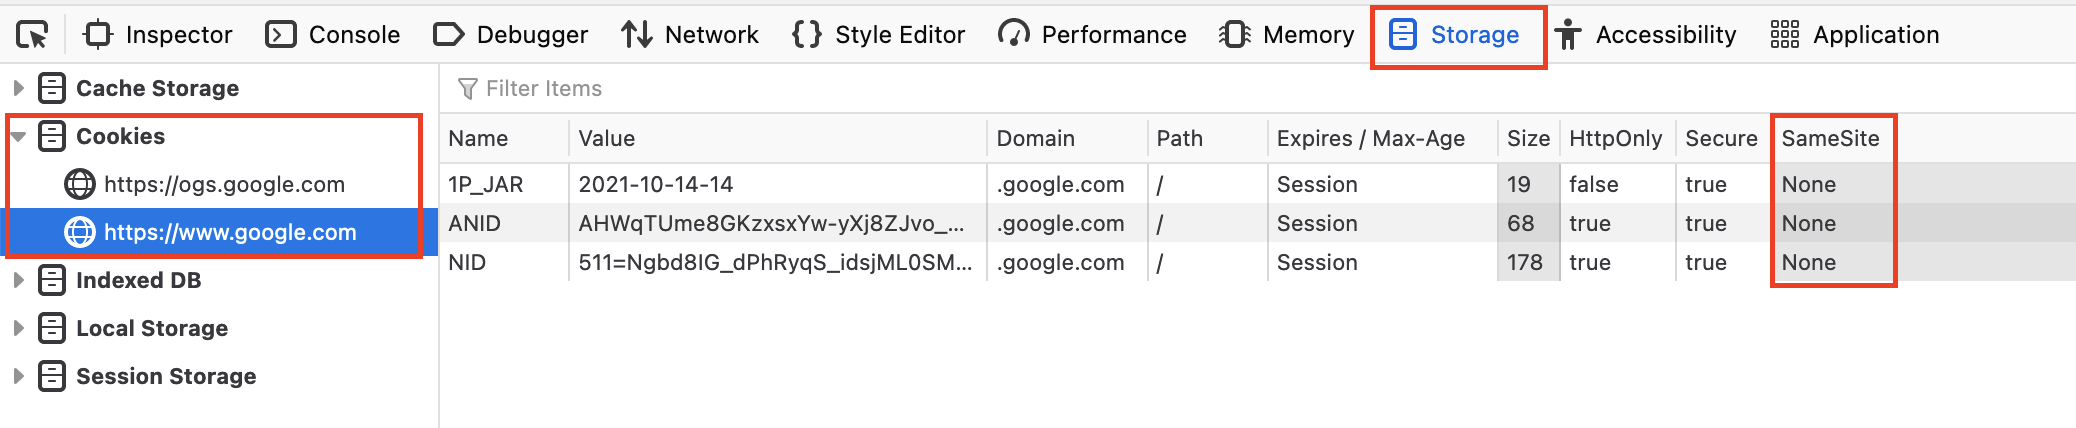 Inspector Console Debugger Network Style Editor Performance Memory Storage Accessibility Application
Cache Storage
Cookies
https://ogs.google.com
https://www.google.com
Indexed DB
Local Storage
Session Storage
Filter Items
Name Value Domain Path Expires / Max-Age Size HttpOnly Secure SameSite
1P_JAR 2021-10-14-14 .google.com / Session 19 false true None
ANID AHWqTUme8GKzxsxYw-yXj8ZJvo_... .google.com / Session 68 true true None
NID 511=Ngbd8IG_dPhRyqS_idsjML0SM... .google.com / Session 178 true true None